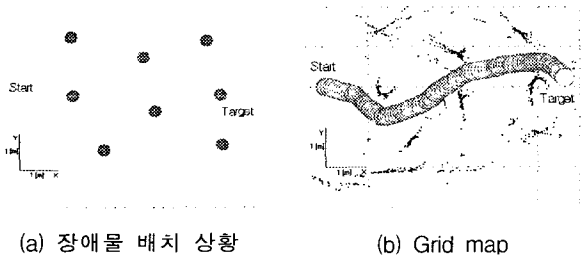 Start
Target
Y
1[m]
1[m] X
(a) 장애물 배치 상황
Start
Target
Y
1[m]
1[m] X
(b) Grid map